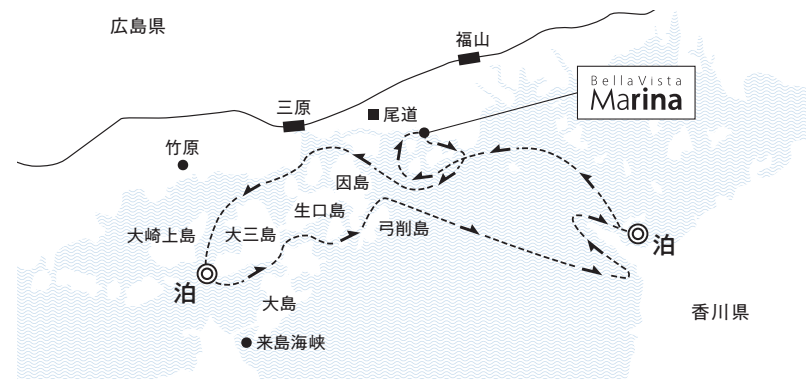 広島県
福山
BellaVista
Marina
三原
尾道
竹原
因島
生口島
大崎上島
大三島
弓削島
泊
泊
大島
香川県
来島海峡